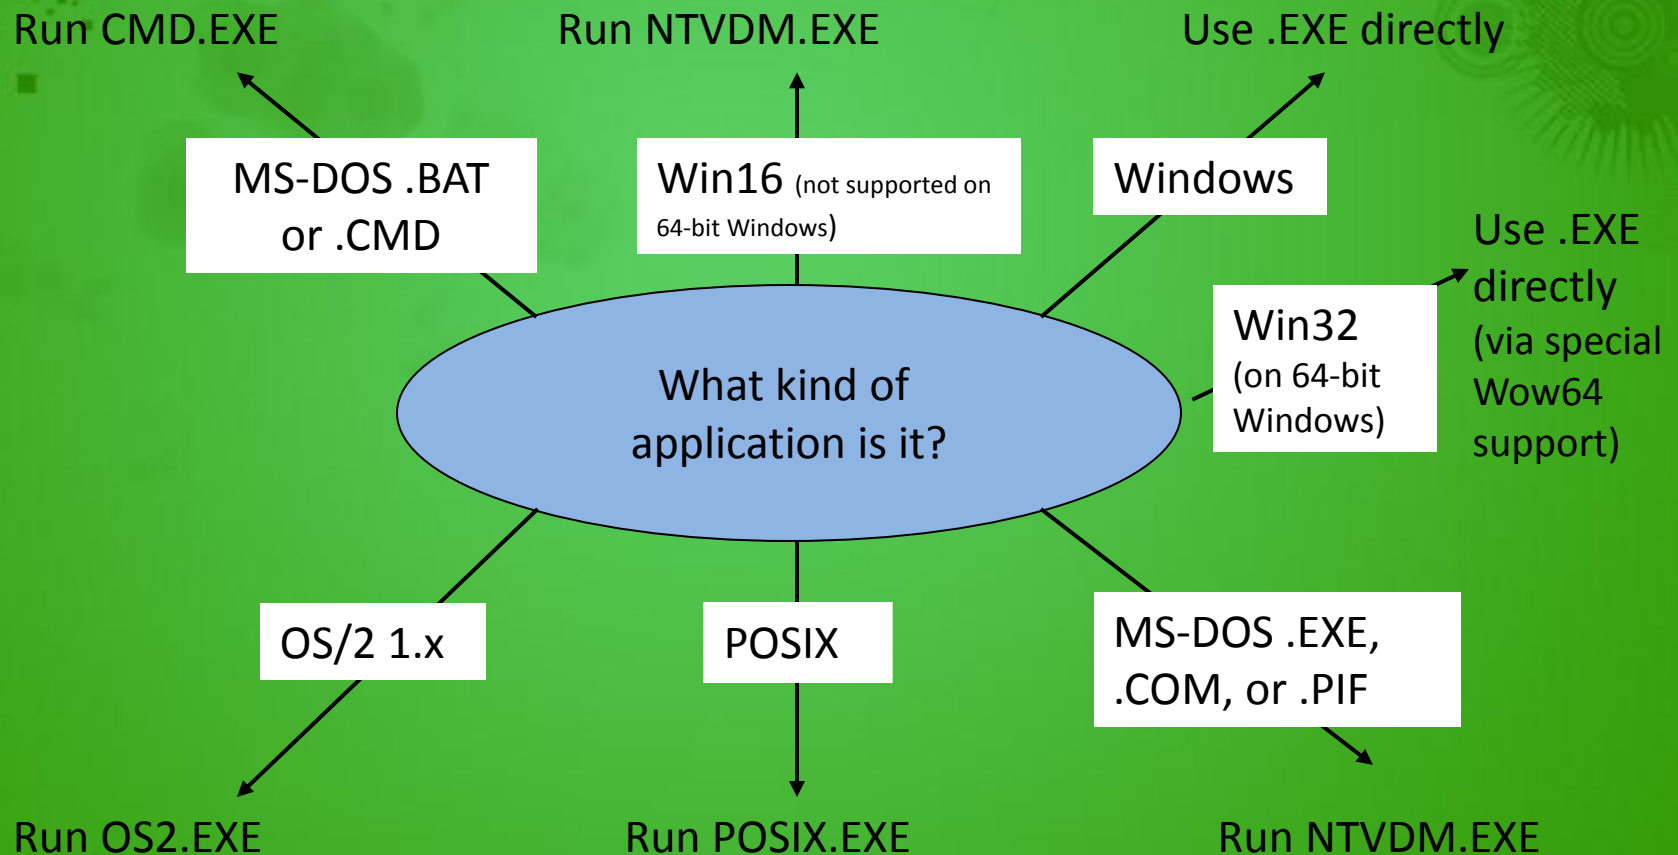 Run CMD.EXE
Run NTVDM.EXE
Use .EXE directly
MS-DOS .BAT
or .CMD
Win16 (not supported on
64-bit Windows)
Windows
Use .EXE
directly
(via special
Wow64
support)
Win32
(on 64-bit
Windows)
What kind of
application is it?
OS/2 1.x
POSIX
MS-DOS .EXE,
.COM, or .PIF
Run OS2.EXE
Run POSIX.EXE
Run NTVDM.EXE